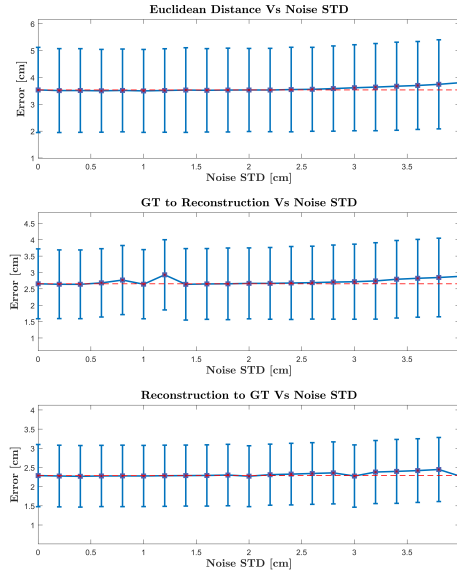 Euclidean Distance Vs Noise STD
6
5
4
3
2
1
Error [cm]
0 0.5 1 1.5 2 2.5 3 3.5
Noise STD [cm]
GT to Reconstruction Vs Noise STD
4.5
4
3.5
3
2.5
2
1.5
1
Error [cm]
0 0.5 1 1.5 2 2.5 3 3.5
Noise STD [cm]
Reconstruction to GT Vs Noise STD
4
3.5
3
2.5
2
1.5
1
Error [cm]
0 0.5 1 1.5 2 2.5 3 3.5
Noise STD [cm]